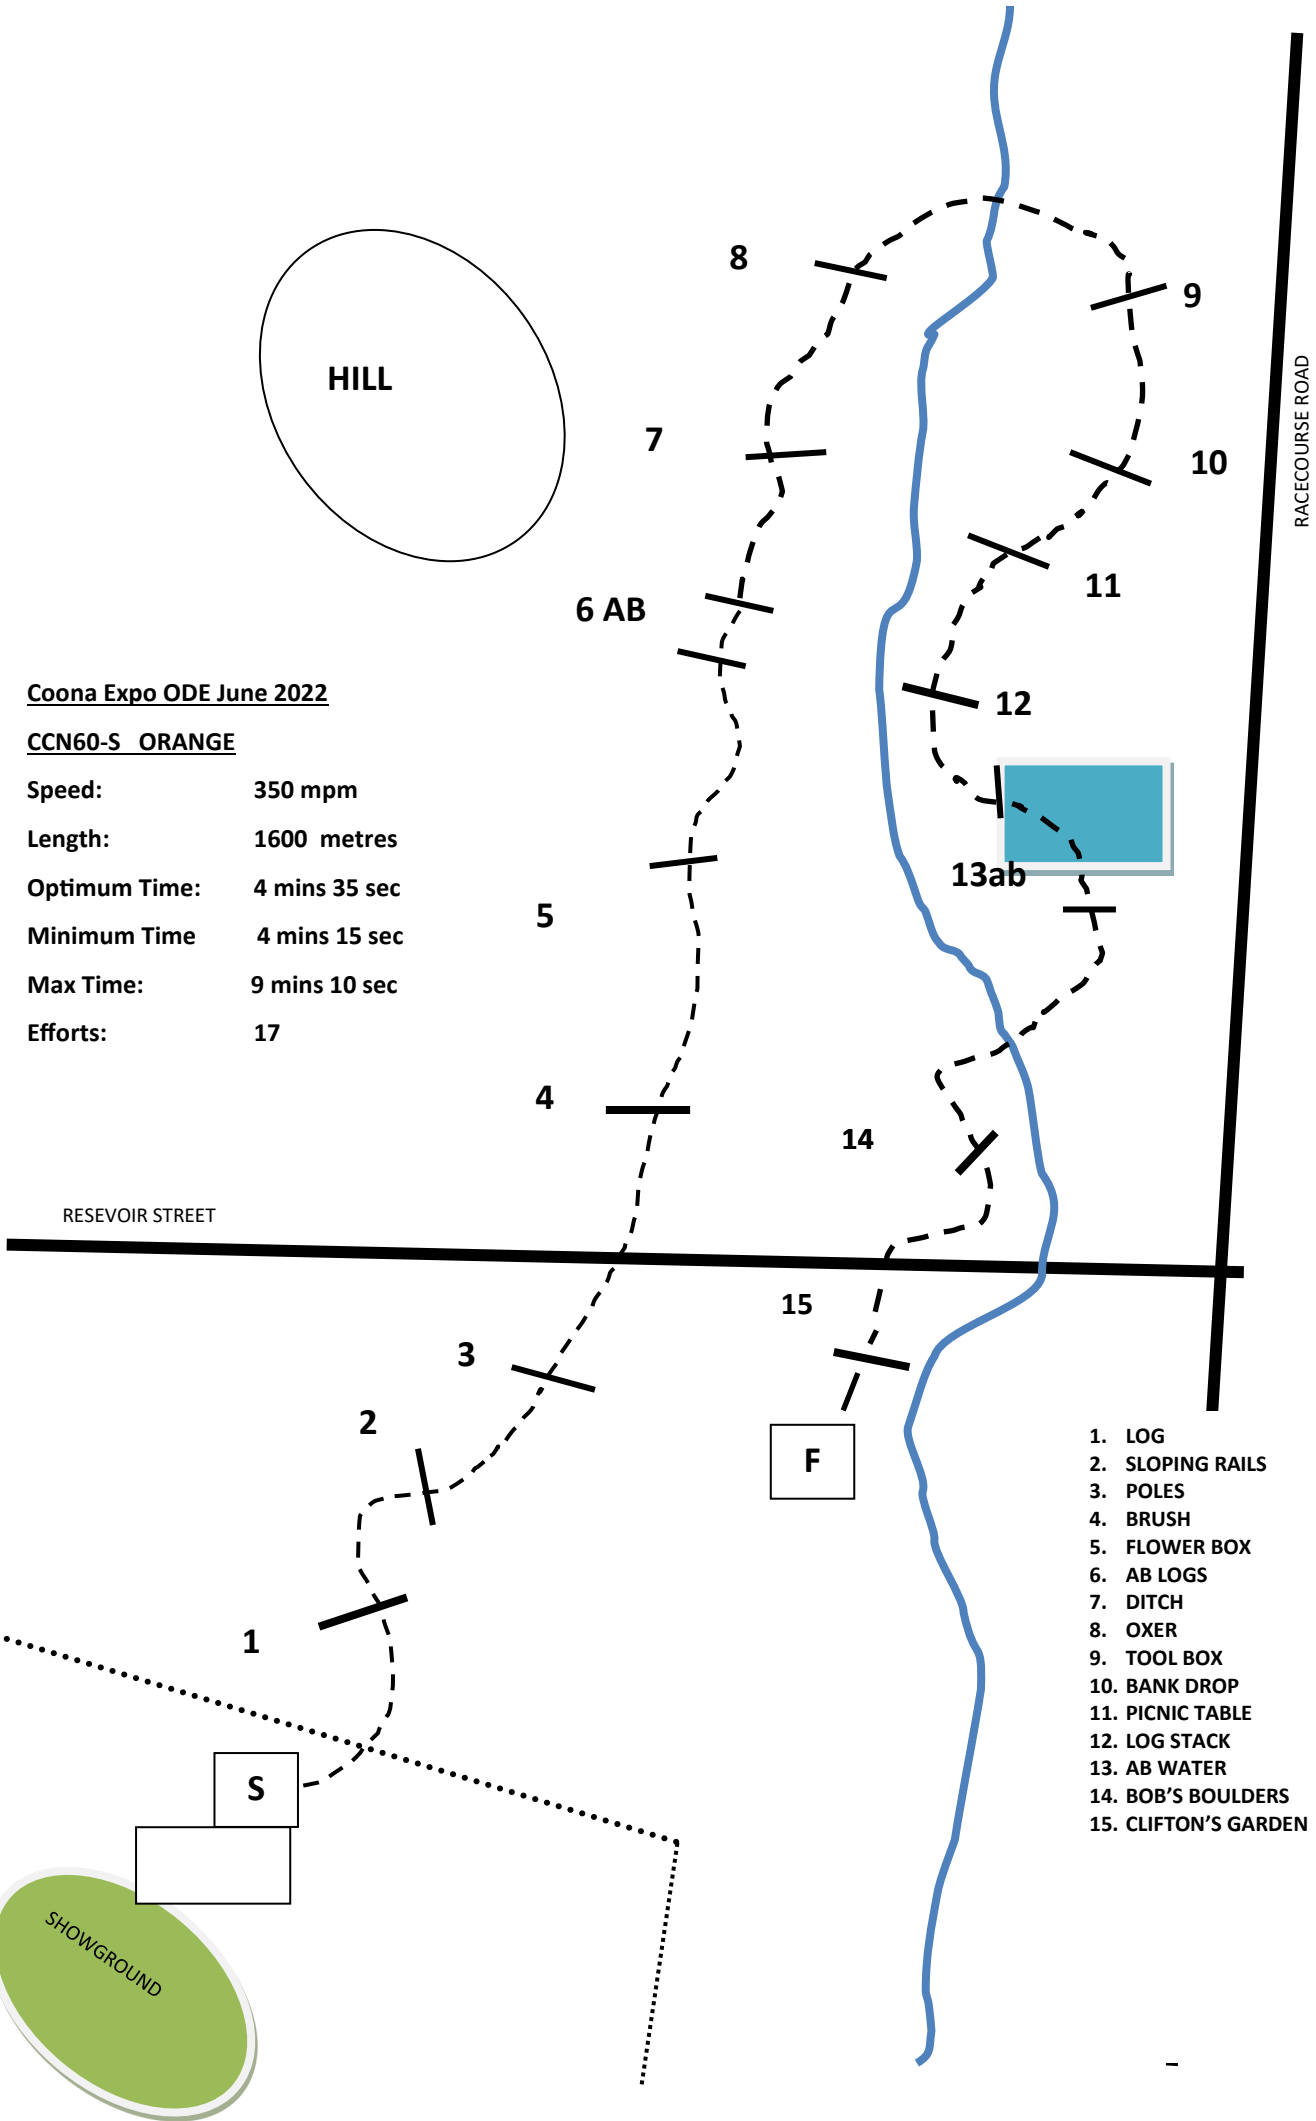 8
9
HILL
RACECOURSE ROAD
7
10
11
6 AB
Coona Expo ODE June 2022
12
CCN60-S ORANGE
Speed: 350 mpm
Length: 1600 metres
Optimum Time: 4 mins 35 sec
13ab
Minimum Time 4 mins 15 sec
5
Max Time: 9 mins 10 sec
Efforts: 17
4
14
RESEVOIR STREET
15
3
2
F
1. LOG
2. SLOPING RAILS
3. POLES
4. BRUSH
5. FLOWER BOX
6. AB LOGS
7. DITCH
8. OXER
9. TOOL BOX
10. BANK DROP
11. PICNIC TABLE
12. LOG STACK
13. AB WATER
14. BOB'S BOULDERS
15. CLIFTON'S GARDEN
1
S
SHOWGROUND